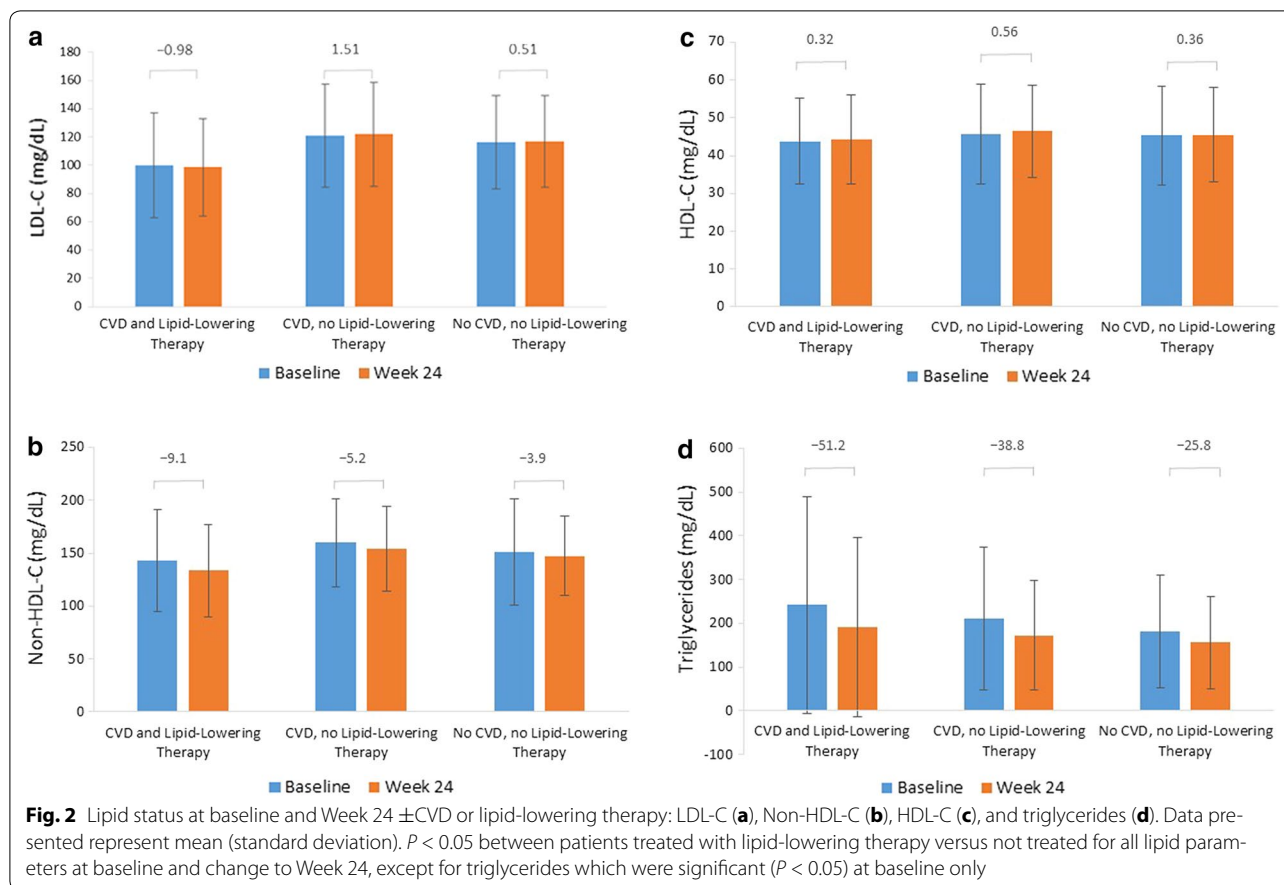 a
−0.98
1.51
0.51
180
160
140
120
100
80
60
40
20
0
LDL-C (mg/dL)
CVD and Lipid-Lowering
Therapy
CVD, no Lipid-Lowering
Therapy
No CVD, no Lipid-Lowering
Therapy
Baseline Week 24
c
0.32
0.56
0.36
70
60
50
40
30
20
10
0
HDL-C (mg/dL)
CVD and Lipid-Lowering
Therapy
CVD, no Lipid-Lowering
Therapy
No CVD, no Lipid-Lowering
Therapy
Baseline Week 24
b
−9.1
−5.2
−3.9
250
200
150
100
50
0
Non-HDL-C (mg/dL)
CVD and Lipid-Lowering
Therapy
CVD, no Lipid-Lowering
Therapy
No CVD, no Lipid-Lowering
Therapy
Baseline Week 24
d
−51.2
−38.8
−25.8
600
500
400
300
200
100
0
-100
Triglycerides (mg/dL)
CVD and Lipid-Lowering
Therapy
CVD, no Lipid-Lowering
Therapy
No CVD, no Lipid-Lowering
Therapy
Baseline Week 24
Fig. 2 Lipid status at baseline and Week 24 ±CVD or lipid-lowering therapy: LDL-C (a), Non-HDL-C (b), HDL-C (c), and triglycerides (d). Data pre-
sented represent mean (standard deviation). P < 0.05 between patients treated with lipid-lowering therapy versus not treated for all lipid param-
eters at baseline and change to Week 24, except for triglycerides which were significant (P < 0.05) at baseline only